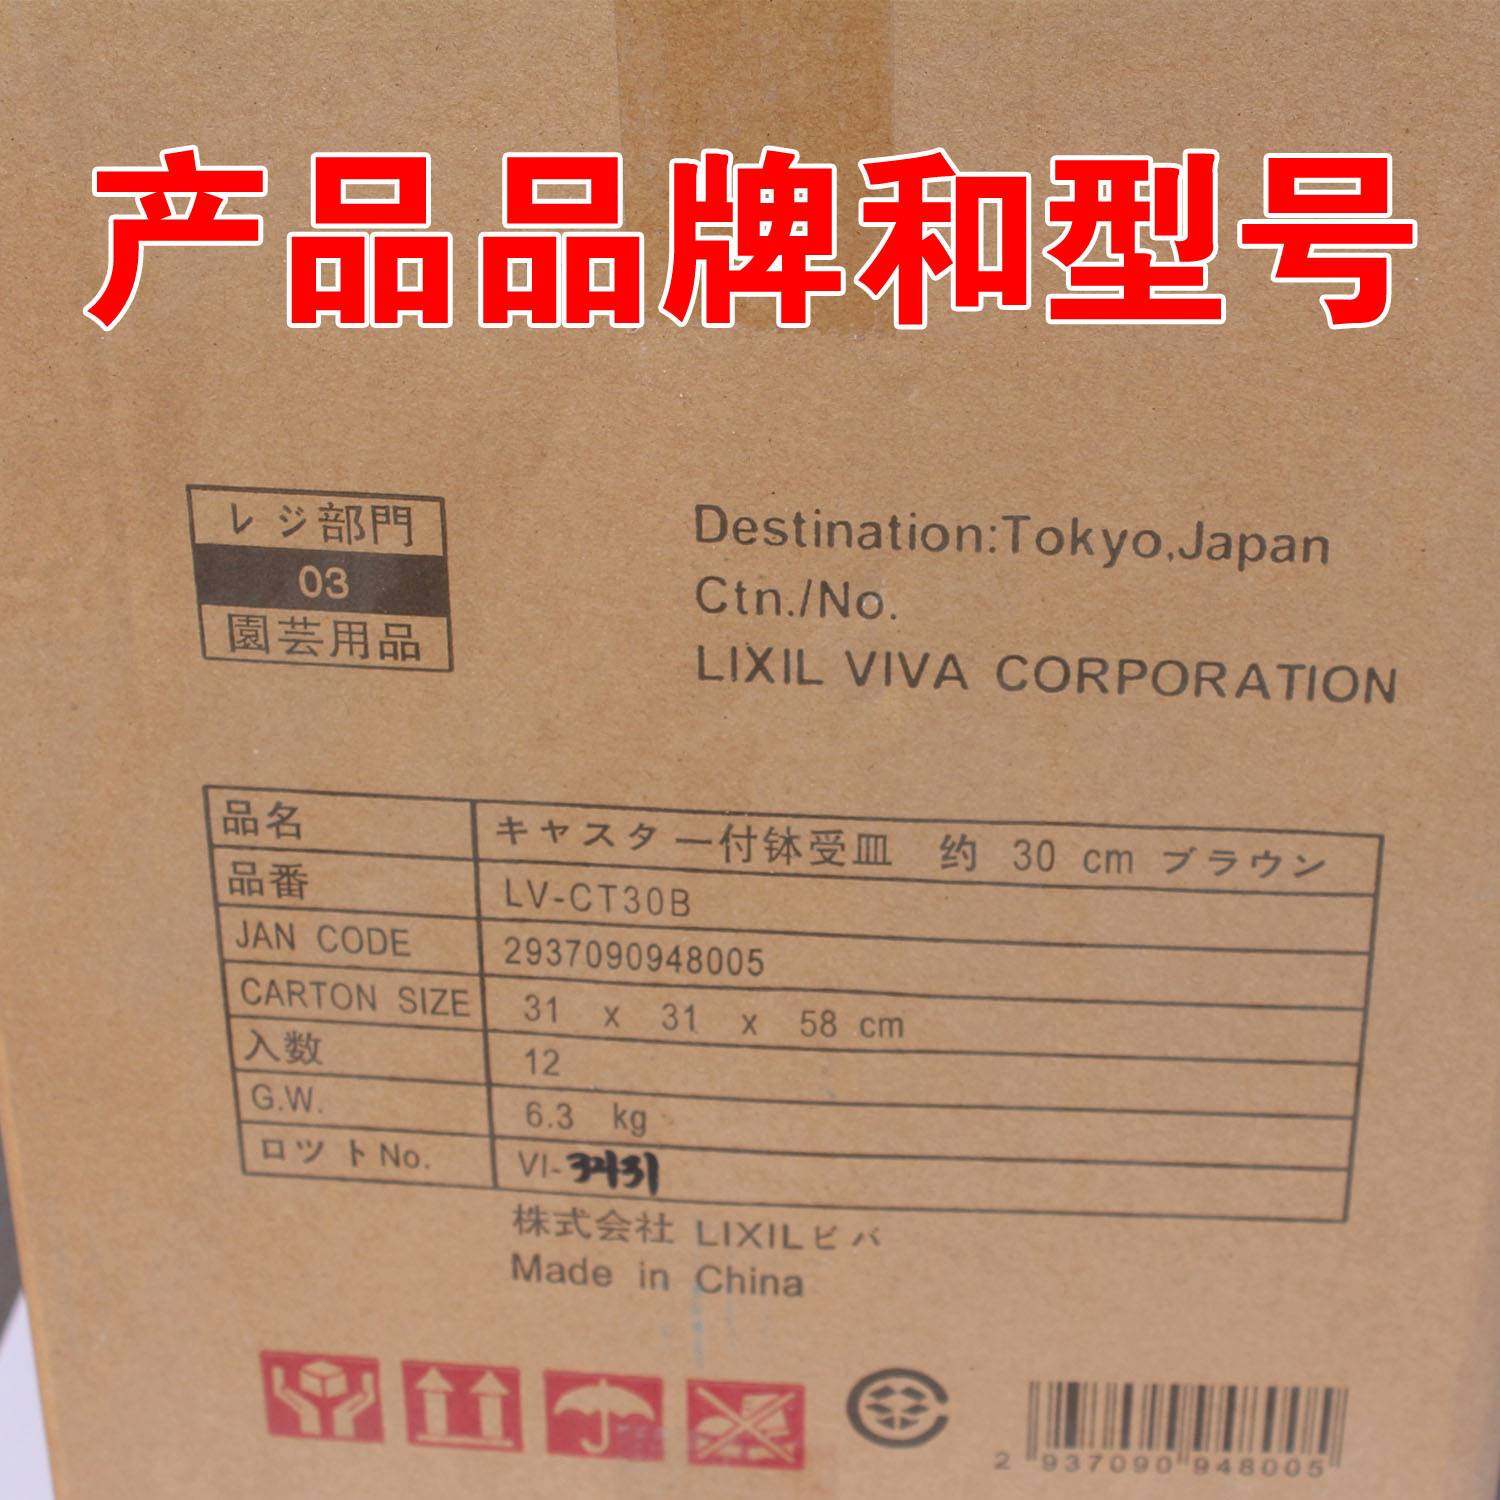 产品品牌和型号
レジ部門
03
園芸用品
Destination:Tokyo,Japan
Ctn./No.
LIXIL VIVA CORPORATION
品名 キャスター付鉢受皿 約 30 cm ブラウン
品番 LV-CT30B
JAN CODE 2937090948005
CARTON SIZE 31 x 31 x 58 cm
入数 12
G.W. 6.3 kg
ロットNo. VI-
株式会社 LIXILビバ
Made in China
2 937090 948005